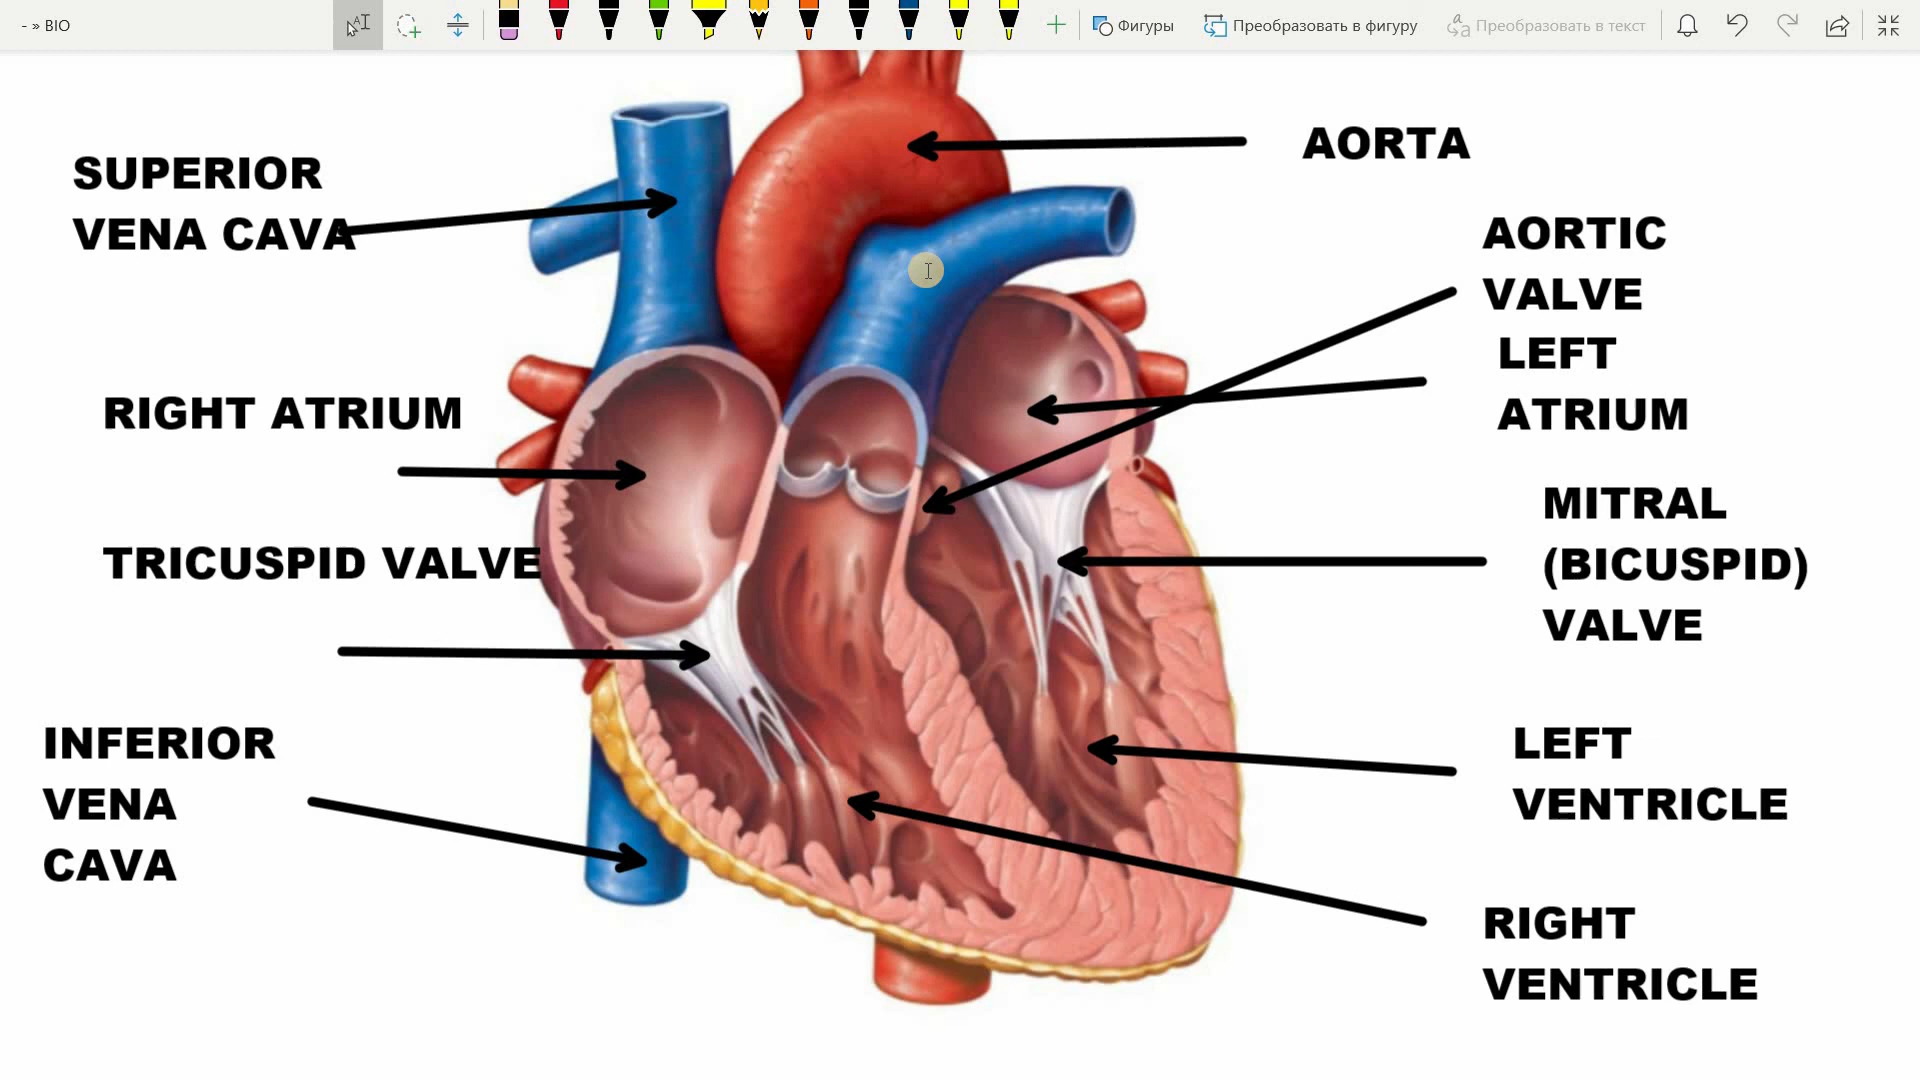 - » BIO
Фигуры
Преобразовать в фигуру
Преобразовать в текст
SUPERIOR
VENA CAVA
RIGHT ATRIUM
TRICUSPID VALVE
INFERIOR
VENA
CAVA
AORTA
AORTIC
VALVE
LEFT
ATRIUM
MITRAL
(BICUSPID)
VALVE
LEFT
VENTRICLE
RIGHT
VENTRICLE